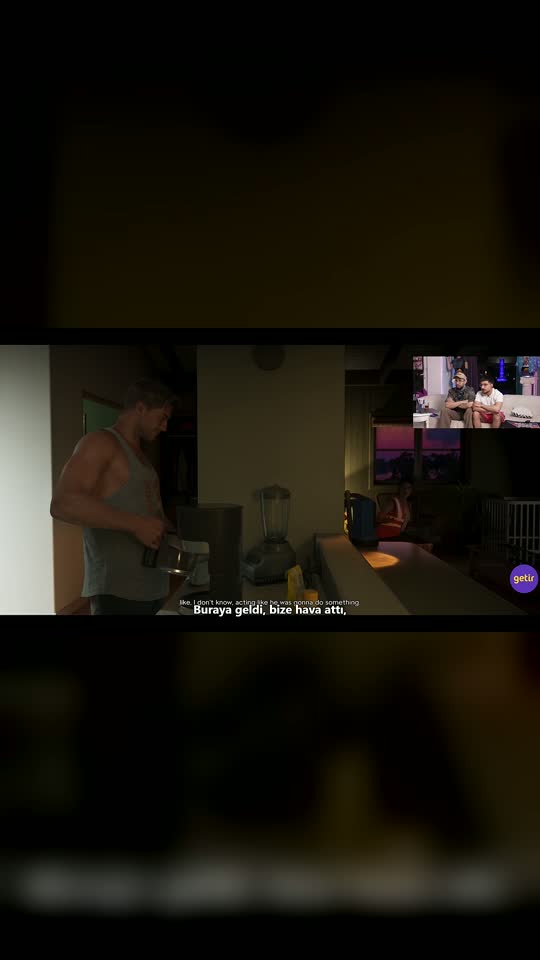 getir
like, I don't know, acting like he was gonna do something
Buraya geldi, bize hava attı,